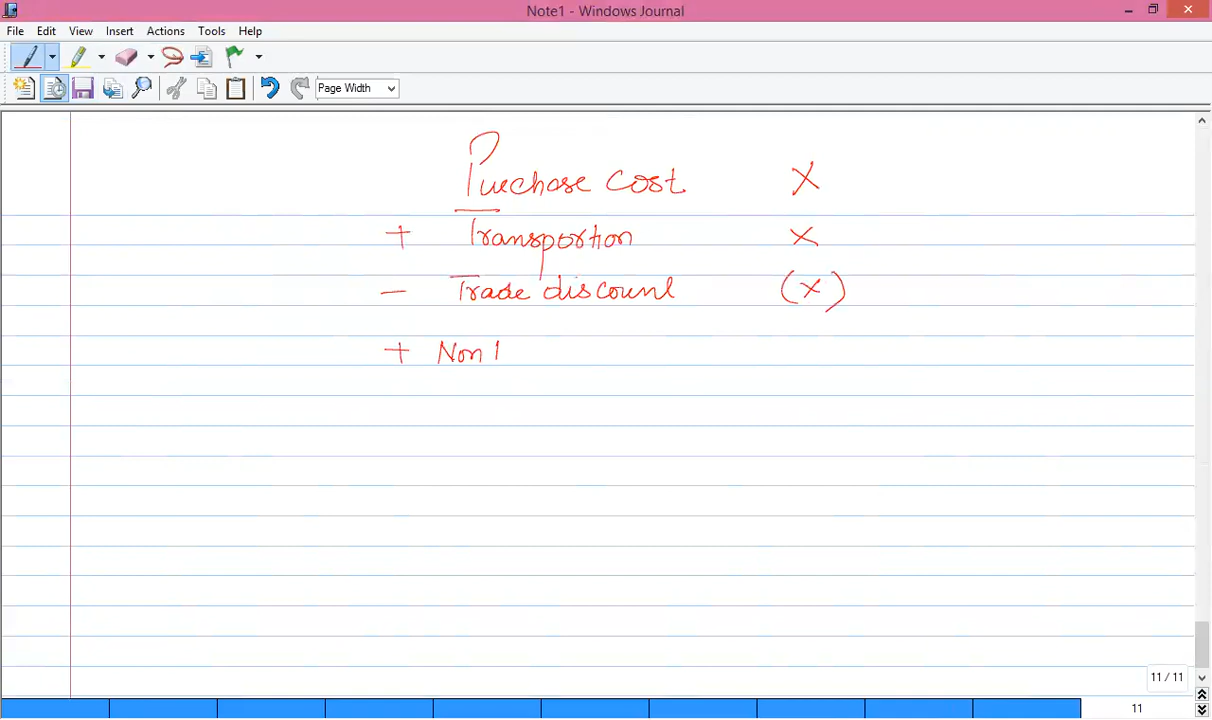 Note1 - Windows Journal
File Edit View Insert Actions Tools Help
Page Width
Purchase cost X
+ Transportion X
- Trade discount (X)
+ Non
11 / 11
11